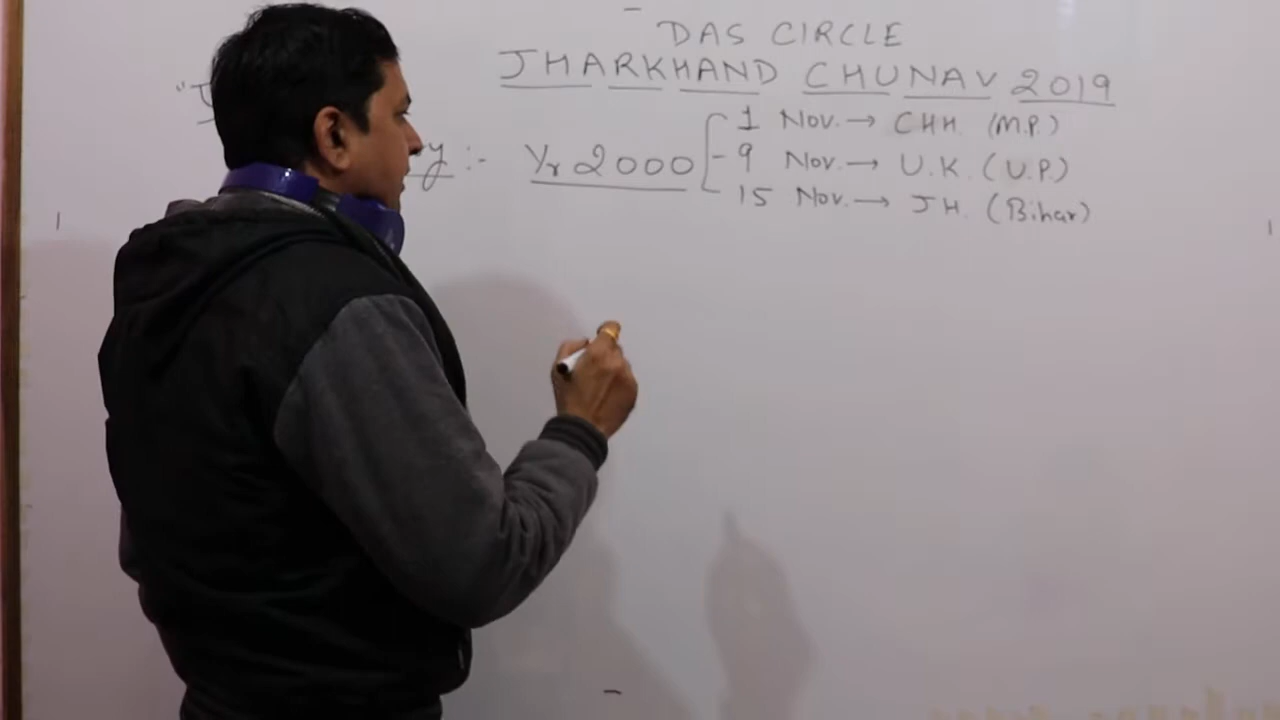 DAS CIRCLE
JHARKHAND CHUNAV 2019
y :- Yr 2000
1 Nov. → CHH. (M.P.)
9 Nov. → U.K. (U.P.)
15 Nov. → JH. (Bihar)